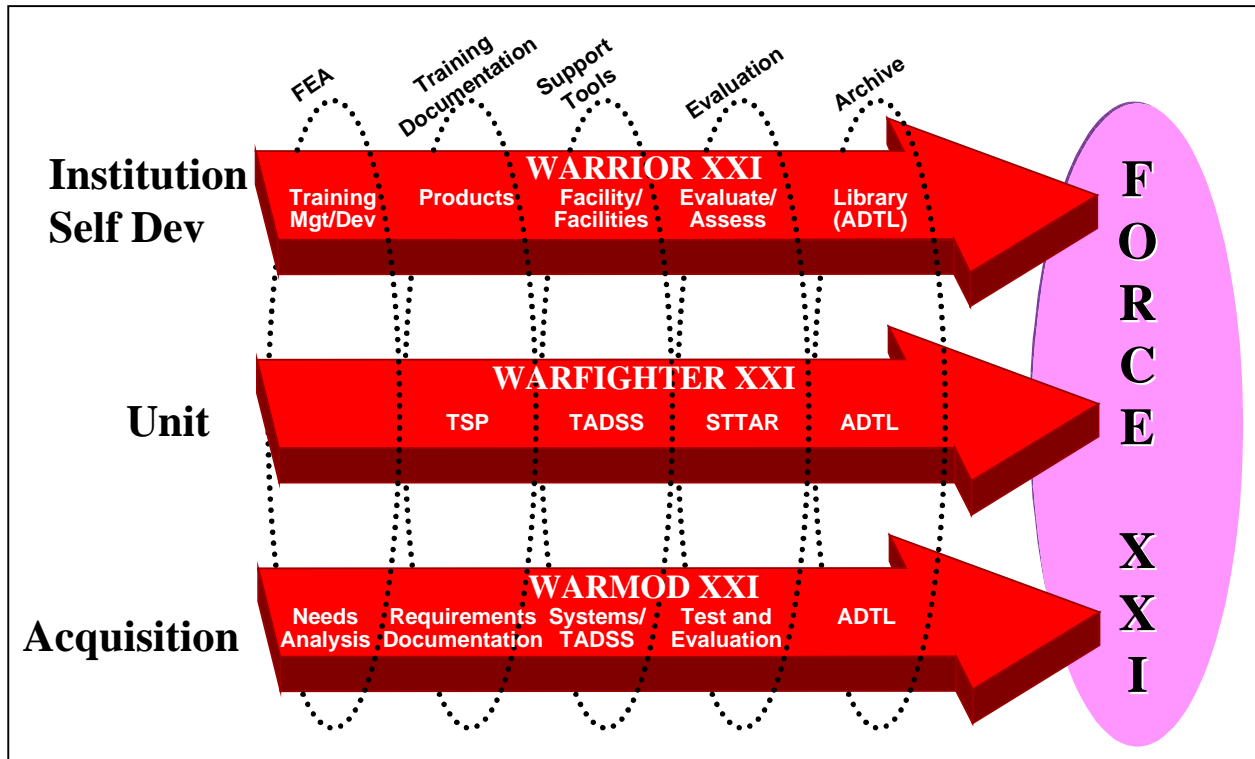 FEA
Training
Documentation
Support
Tools
Evaluation
Archive
Institution
Self Dev
WARRIOR XXI
Training
Mgt/Dev
Products
Facility/
Facilities
Evaluate/
Assess
Library
(ADTL)
Unit
WARFIGHTER XXI
TSP
TADSS
STTAR
ADTL
Acquisition
WARMOD XXI
Needs
Analysis
Requirements
Documentation
Systems/
TADSS
Test and
Evaluation
ADTL
F
O
R
C
E
X
X
I